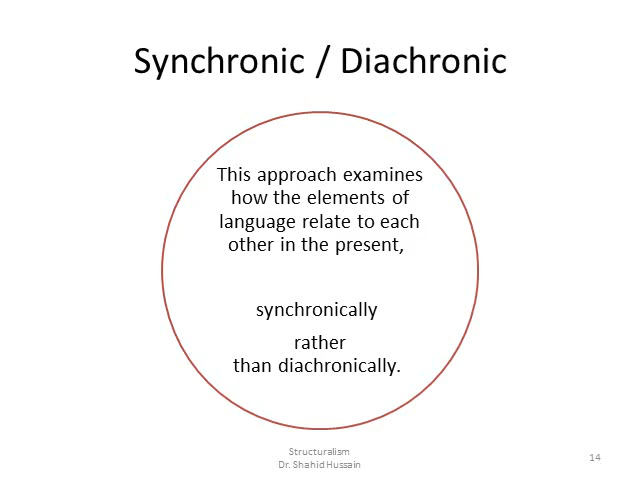 Synchronic / Diachronic
This approach examines
how the elements of
language relate to each
other in the present,
synchronically
rather
than diachronically.
Structuralism
Dr. Shahid Hussain
14